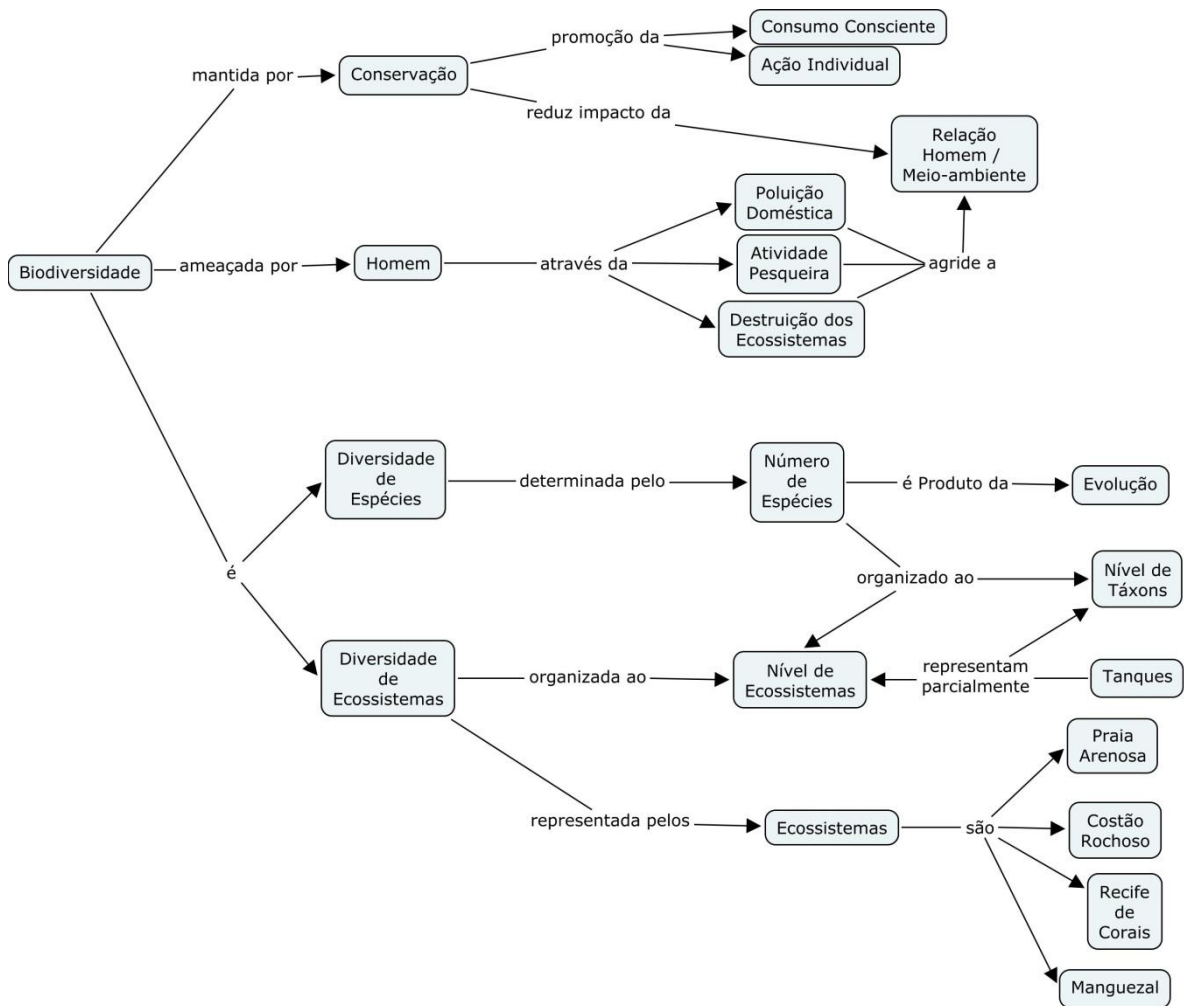 Consumo Consciente
promoção da
Ação Individual
mantida por
Conservação
reduz impacto da
Relação
Homem /
Meio-ambiente
Poluição
Doméstica
Biodiversidade
ameaçada por
Homem
através da
Atividade
Pesqueira
agride a
Destruição dos
Ecossistemas
Diversidade
de
Espécies
determinada pelo
Número
de
Espécies
é Produto da
Evolução
é
organizado ao
Nível de
Táxons
Diversidade
de
Ecossistemas
organizada ao
Nível de
Ecossistemas
representam
parcialmente
Tanques
Praia
Arenosa
representada pelos
Ecossistemas
são
Costão
Rochoso
Recife
de
Corais
Manguezal